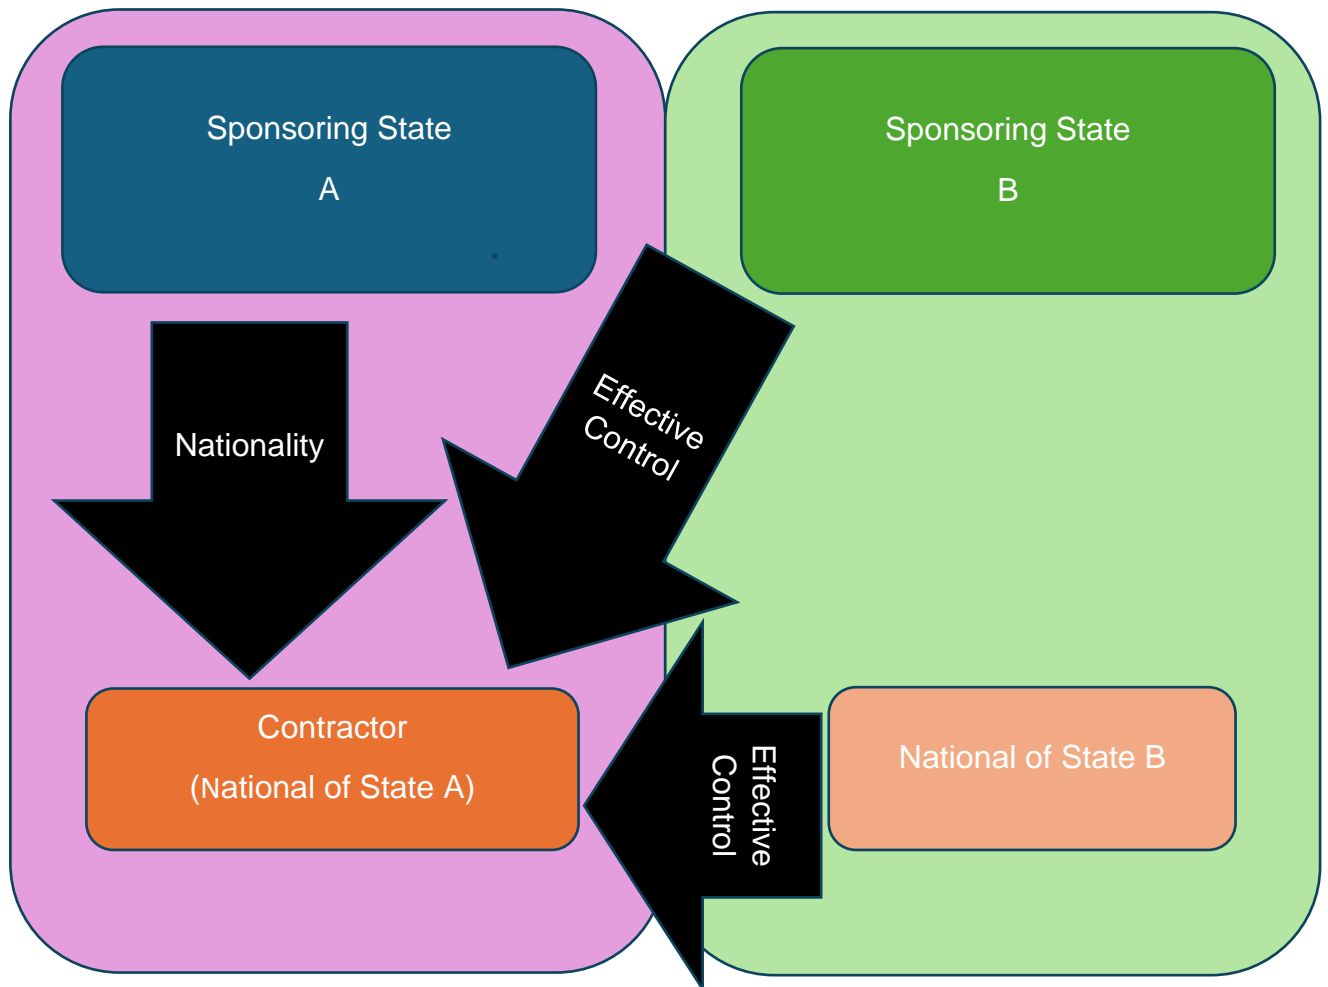 Sponsoring State
A
Sponsoring State
B
Nationality
Effective
Control
Contractor
(National of State A)
Effective
Control
National of State B